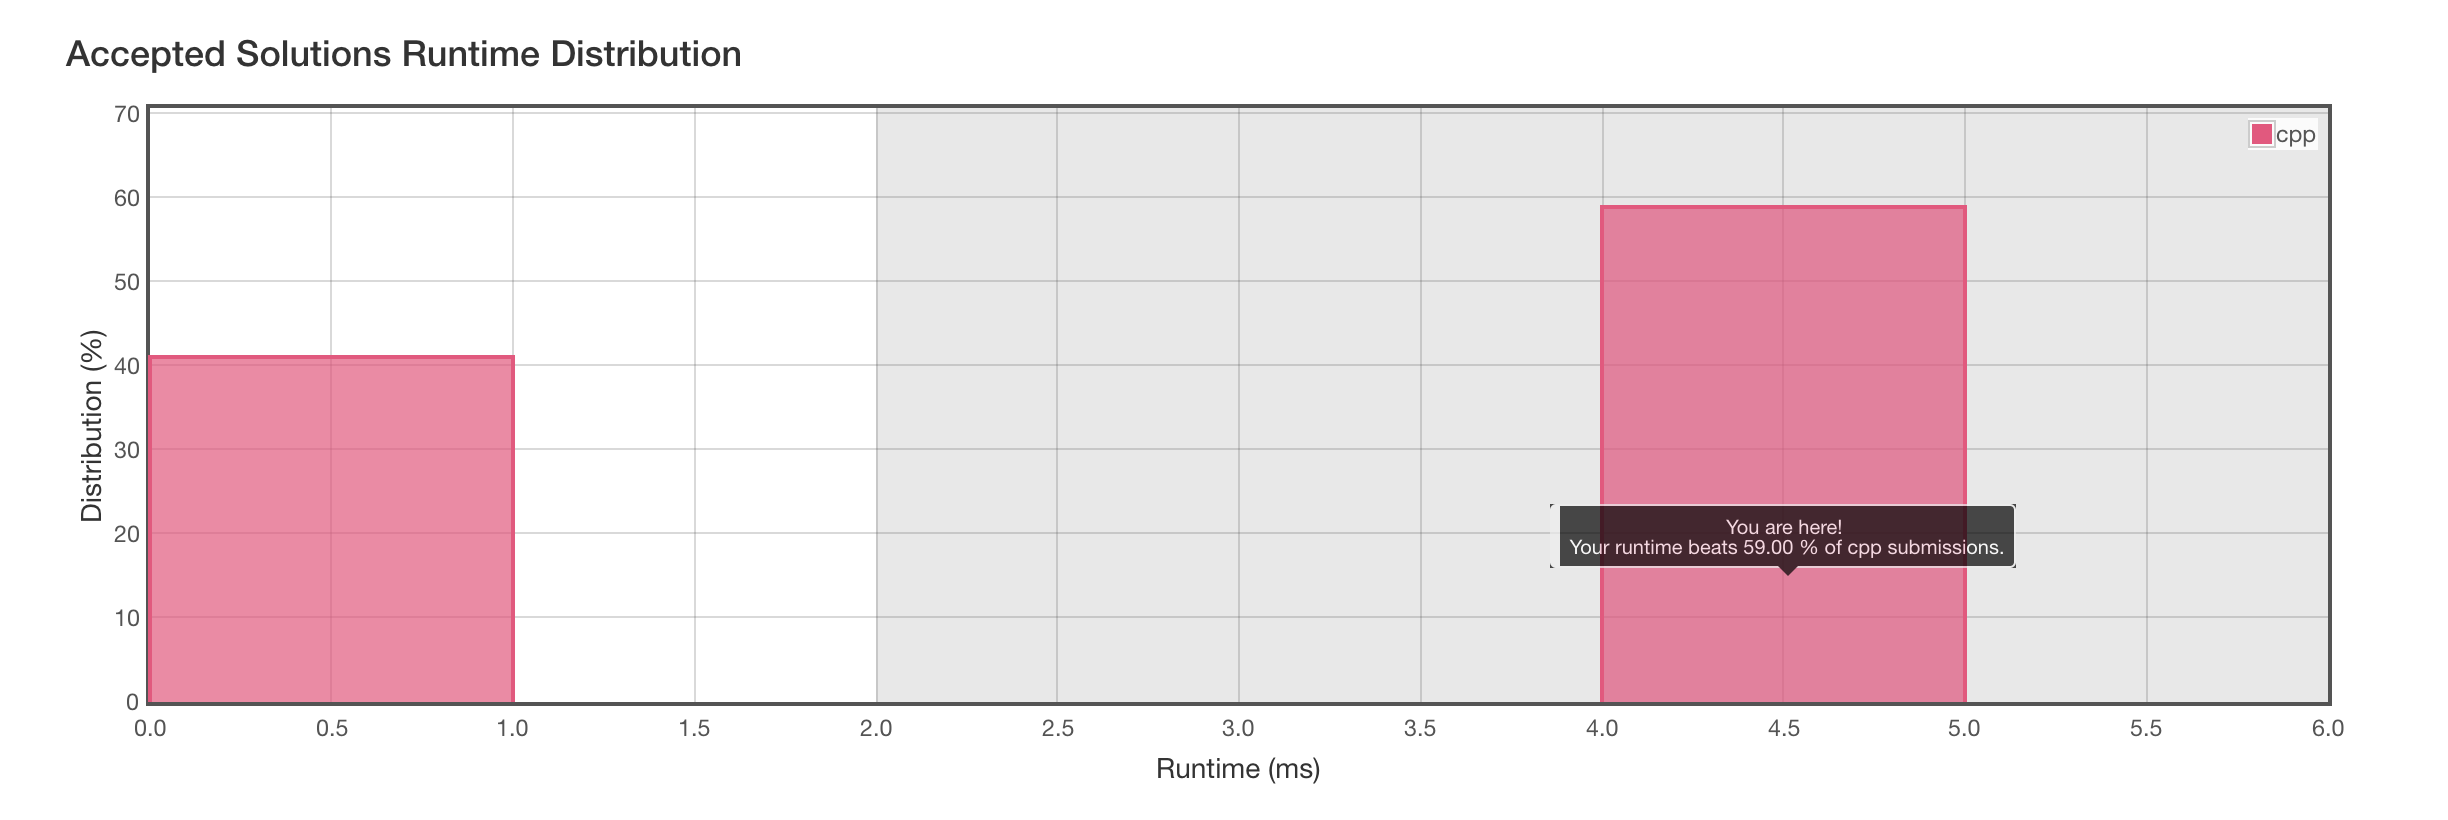 Accepted Solutions Runtime Distribution
70
60
50
40
30
20
10
0
Distribution (%)
cpp
You are here!
Your runtime beats 59.00 % of cpp submissions.
0.0 0.5 1.0 1.5 2.0 2.5 3.0 3.5 4.0 4.5 5.0 5.5 6.0
Runtime (ms)